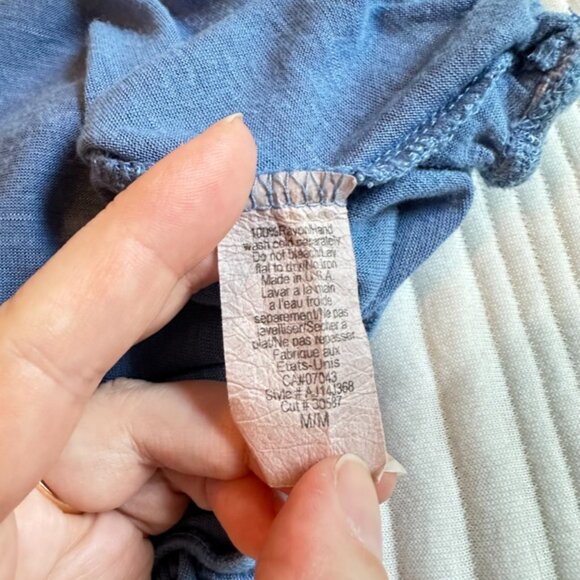 100%Rayon/Hand
wash cold separately
Do not bleach/Lay
flat to dry/No Iron
Made in U.S.A.
Lavar a la main
a l'eau froide
separement/Ne pas
javelliser/Secher a
plat/Ne pas repasser
Fabrique aux
Etats-Unis
CA#07043
Style # AJ14J368
Cut # 30587
M/M